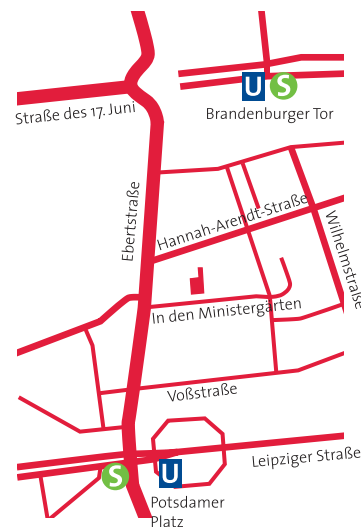 U S
Brandenburger Tor
Straße des 17. Juni
Ebertstraße
Hannah-Arendt-Straße
Wilhelmstraße
In den Ministergärten
Voßstraße
Leipziger Straße
S U
Potsdamer
Platz